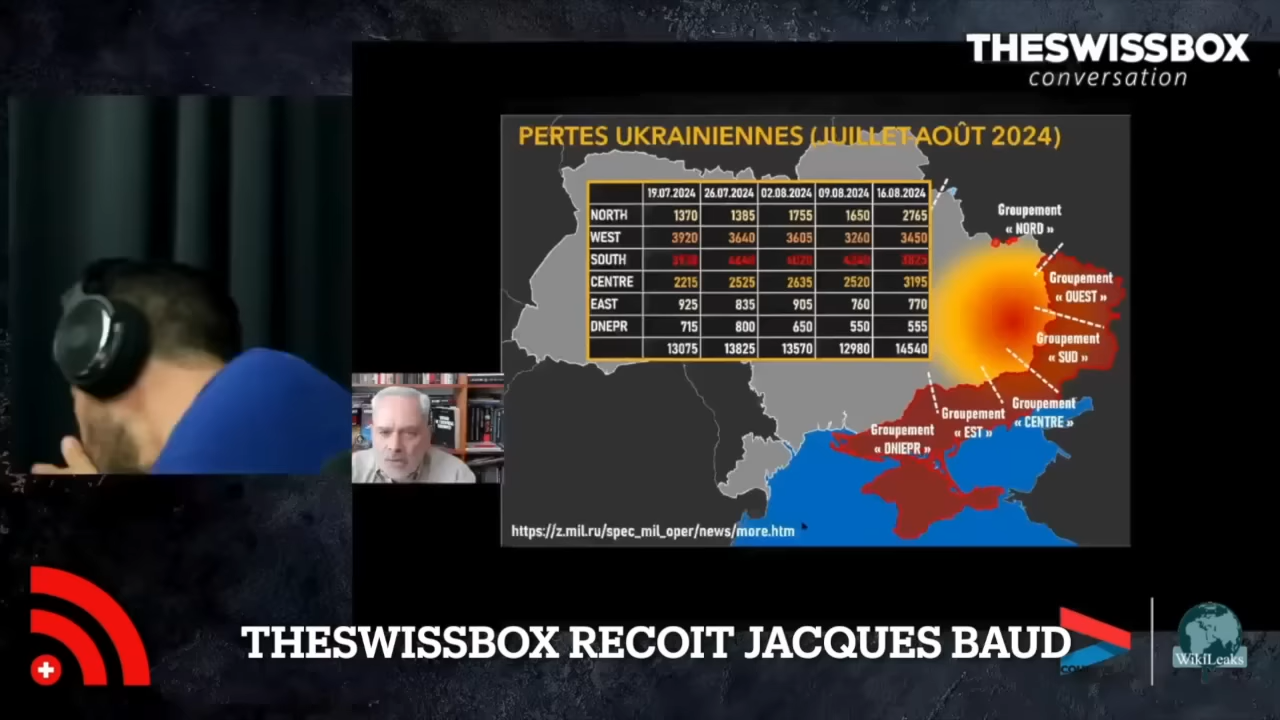 THESWISSBOX
conversation
PERTES UKRAINIENNES (JUILLET-AOÛT 2024)
19.07.2024 26.07.2024 02.08.2024 09.08.2024 16.08.2024
NORTH 1370 1385 1755 1650 2765
WEST 3920 3640 3605 3260 3450
SOUTH 3825
CENTRE 2215 2525 2635 2520 3195
EAST 925 835 905 760 770
DNEPR 715 800 650 550 555
13075 13825 13570 12980 14540
Groupement
« NORD »
Groupement
« OUEST »
Groupement
« SUD »
Groupement
« CENTRE »
Groupement
« EST »
Groupement
« DNIEPR »
https://z.mil.ru/spec_mil_oper/news/more.htm
THESWISSBOX RECOIT JACQUES BAUD
WikiLeaks